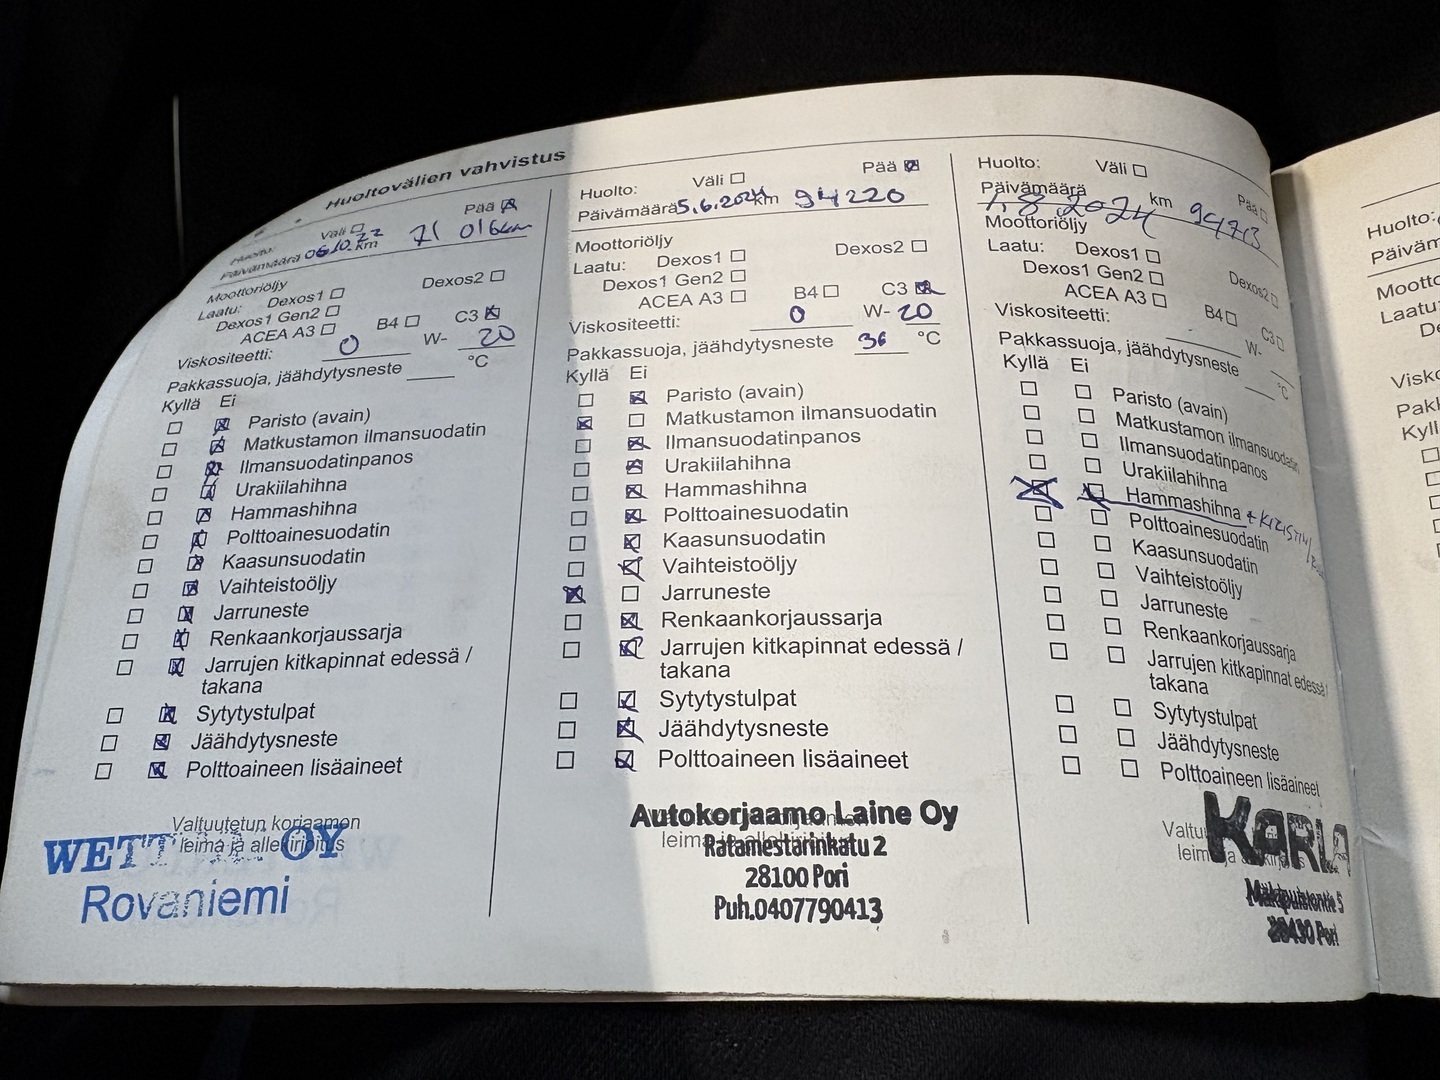 Huoltovälien vahvistus
Huolto: Väli Pää
Päivämäärä 06.10.22 km 71 016km
Moottoriöljy
Laatu: Dexos1 Dexos2
Dexos1 Gen2
ACEA A3 B4 C3
Viskositeetti: 0 W- 20
Pakkassuoja, jäähdytysneste °C
Kyllä Ei
Paristo (avain)
Matkustamon ilmansuodatin
Ilmansuodatinpanos
Urakiilahihna
Hammashihna
Polttoainesuodatin
Kaasunsuodatin
Vaihteistoöljy
Jarruneste
Renkaankorjaussarja
Jarrujen kitkapinnat edessä /
takana
Sytytystulpat
Jäähdytysneste
Polttoaineen lisäaineet
Valtuutetun korjaamon
leima ja allekirjoitus
OY
Rovaniemi
Huolto: Väli Pää
Päivämäärä 5.6.2024 km 94220
Moottoriöljy
Laatu: Dexos1 Dexos2
Dexos1 Gen2
ACEA A3 B4 C3
Viskositeetti: 0 W- 20
Pakkassuoja, jäähdytysneste 36 °C
Kyllä Ei
Paristo (avain)
Matkustamon ilmansuodatin
Ilmansuodatinpanos
Urakiilahihna
Hammashihna
Polttoainesuodatin
Kaasunsuodatin
Vaihteistoöljy
Jarruneste
Renkaankorjaussarja
Jarrujen kitkapinnat edessä /
takana
Sytytystulpat
Jäähdytysneste
Polttoaineen lisäaineet
Autokorjaamo Laine Oy
Ratamestarinkatu 2
28100 Pori
Puh.0407790413
Huolto: Väli Pää
Päivämäärä 7.8.2024 km 94713
Moottoriöljy
Laatu: Dexos1 Dexos2
Dexos1 Gen2
ACEA A3 B4 C3
Viskositeetti: W-
Pakkassuoja, jäähdytysneste °C
Kyllä Ei
Paristo (avain)
Matkustamon ilmansuodatin
Ilmansuodatinpanos
Urakiilahihna
Hammashihna
Polttoainesuodatin
Kaasunsuodatin
Vaihteistoöljy
Jarruneste
Renkaankorjaussarja
Jarrujen kitkapinnat edessä /
takana
Sytytystulpat
Jäähdytysneste
Polttoaineen lisäaineet
KARLA
Mäkipuistontie 5
28430 Pori
Huolto: